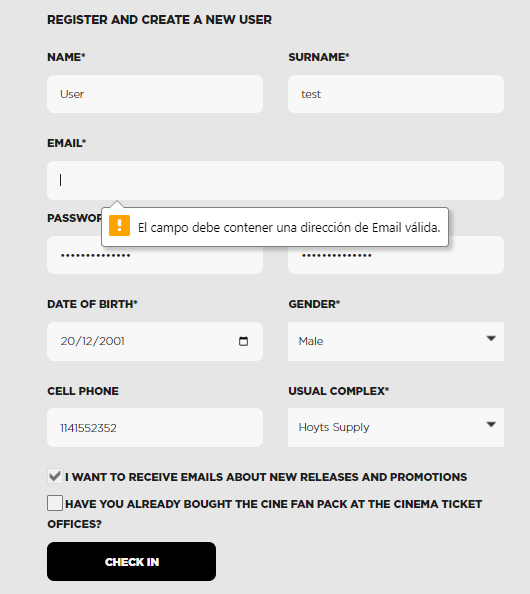 REGISTER AND CREATE A NEW USER
NAME* SURNAME*
User test
EMAIL*
El campo debe contener una dirección de Email válida.
••••••••••••••  ••••••••••••••
DATE OF BIRTH* GENDER*
20/12/2001 Male
CELL PHONE USUAL COMPLEX*
1141552352 Hoyts Supply
I WANT TO RECEIVE EMAILS ABOUT NEW RELEASES AND PROMOTIONS
HAVE YOU ALREADY BOUGHT THE CINE FAN PACK AT THE CINEMA TICKET
OFFICES?
CHECK IN